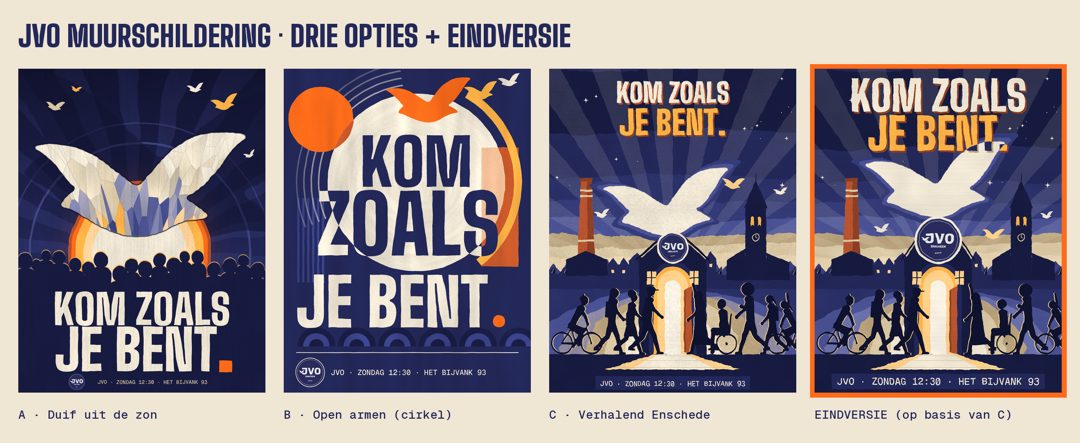 JVO MUURSCHILDERING · DRIE OPTIES + EINDVERSIE
KOM ZOALS
JE BENT.
JVO
JVO · ZONDAG 12:30 · HET BIJVANK 93
A · Duif uit de zon
KOM
ZOALS
JE BENT.
JVO
JVO · ZONDAG 12:30 · HET BIJVANK 93
B · Open armen (cirkel)
KOM ZOALS
JE BENT.
JVO
JVO · ZONDAG 12:30 · HET BIJVANK 93
C · Verhalend Enschede
KOM ZOALS
JE BENT.
JVO
ENSCHEDE
JVO · ZONDAG 12:30 · HET BIJVANK 93
EINDVERSIE (op basis van C)